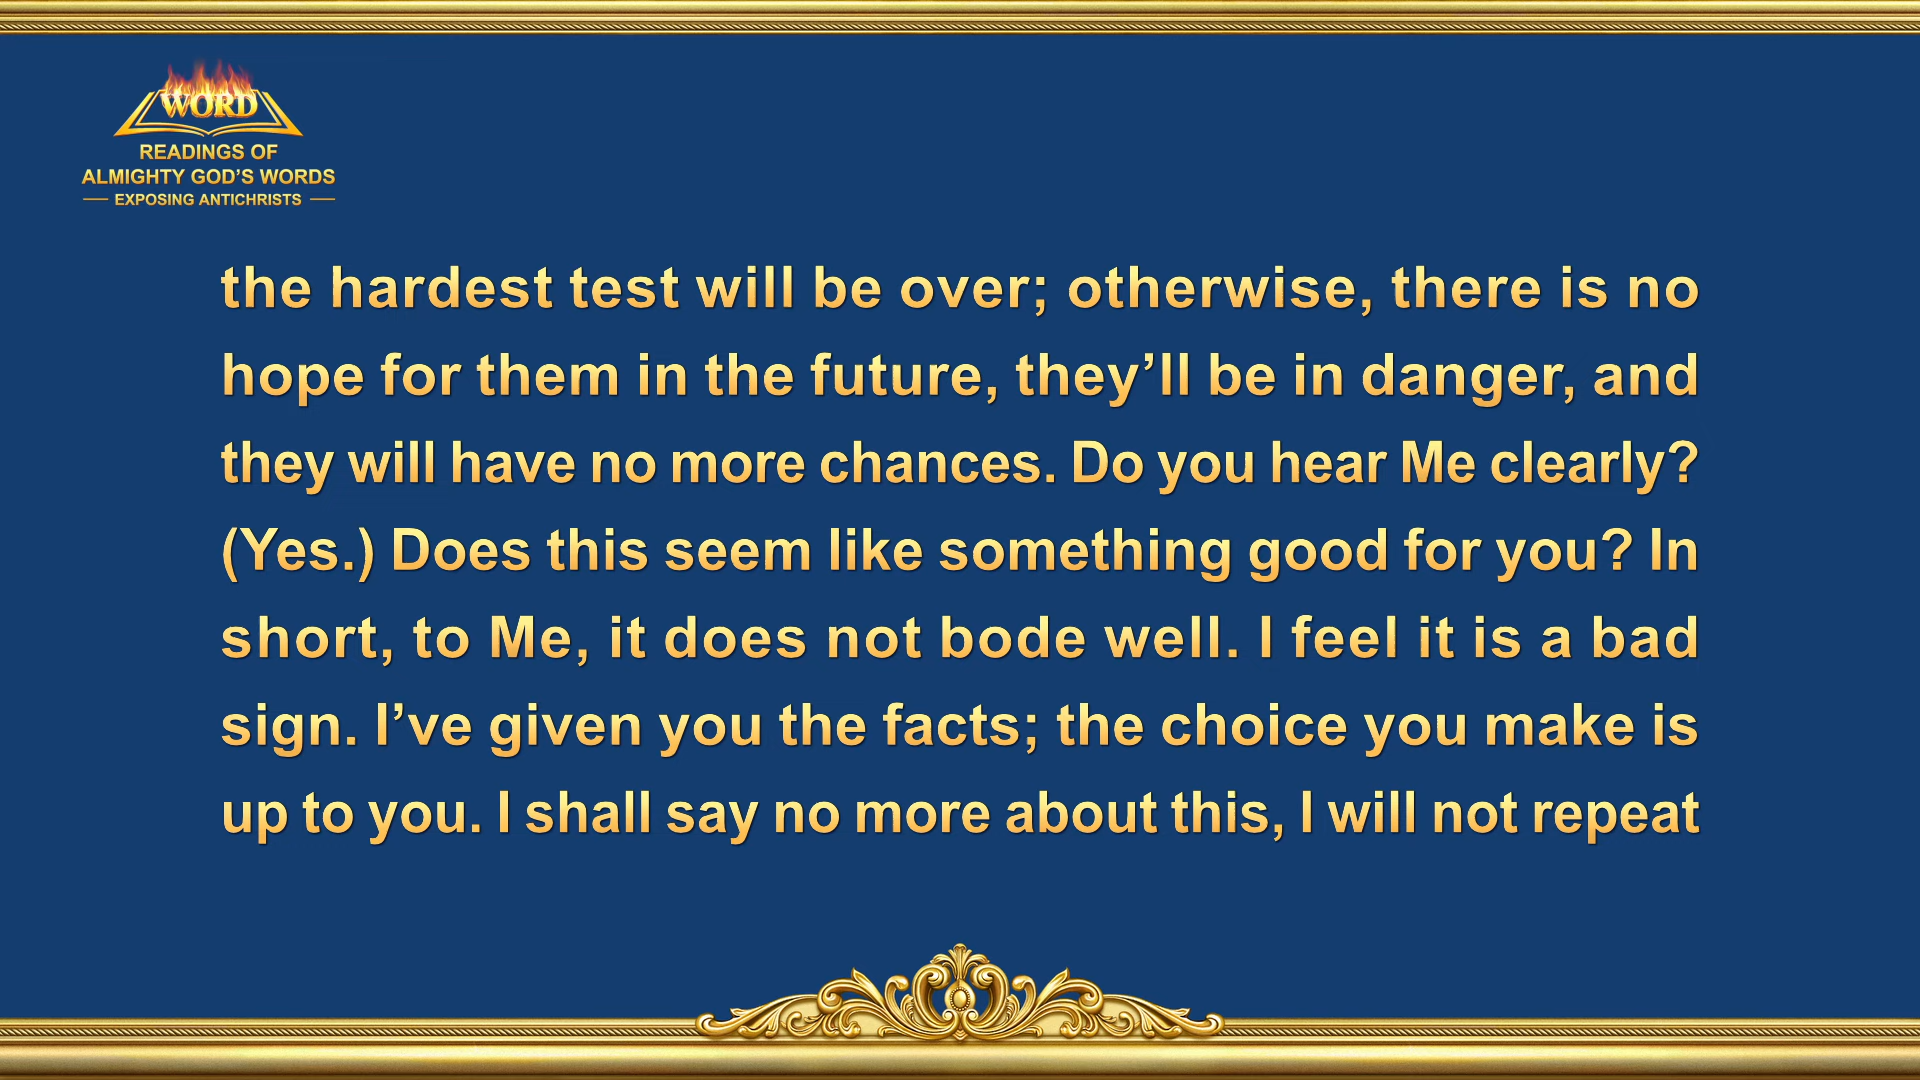 WORD
READINGS OF
ALMIGHTY GOD’S WORDS
EXPOSING ANTICHRISTS
the hardest test will be over; otherwise, there is no
hope for them in the future, they’ll be in danger, and
they will have no more chances. Do you hear Me clearly?
(Yes.) Does this seem like something good for you? In
short, to Me, it does not bode well. I feel it is a bad
sign. I’ve given you the facts; the choice you make is
up to you. I shall say no more about this, I will not repeat